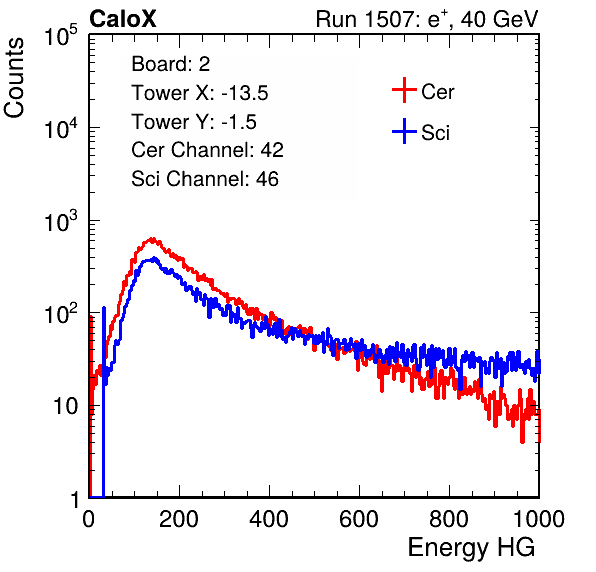 CaloX
Run 1507: e⁺, 40 GeV
Counts
10⁵
10⁴
10³
10²
10
1
Board: 2
Tower X: -13.5
Tower Y: -1.5
Cer Channel: 42
Sci Channel: 46
Cer
Sci
0 200 400 600 800 1000
Energy HG